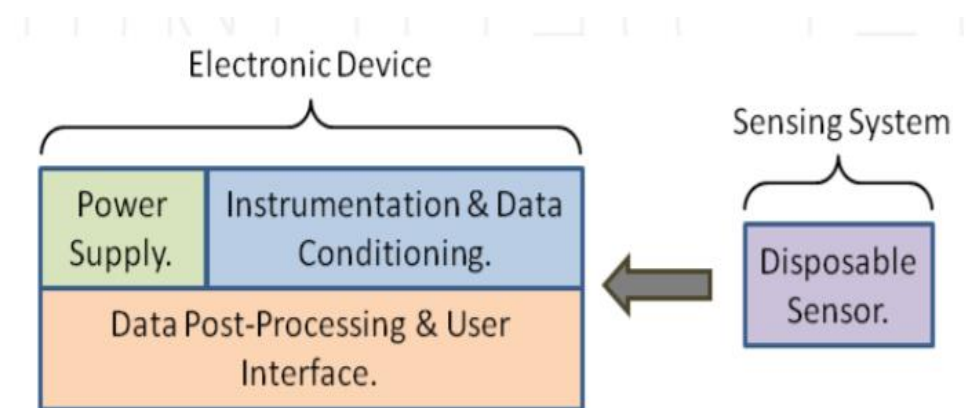 Electronic Device
Sensing System
Power
Supply.
Instrumentation & Data
Conditioning.
Disposable
Sensor.
Data Post-Processing & User
Interface.